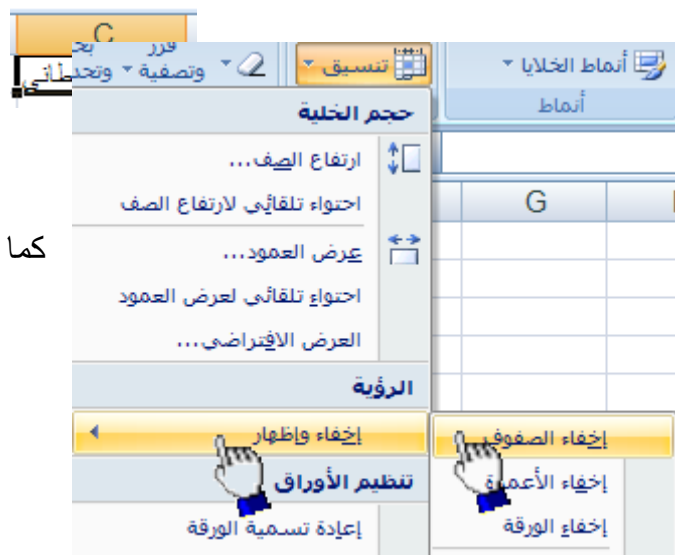 C
فرز
وتصفية
وتحد
تنسيق
أنماط الخلايا
أنماط
حجم الخلية
ارتفاع الصف...
احتواء تلقائي لارتفاع الصف
G
كما
عرض العمود...
احتواء تلقائي لعرض العمود
العرض الافتراضي...
الرؤية
إخفاء وإظهار
إخفاء الصفوف
تنظيم الأوراق
إخفاء الأعمدة
إعادة تسمية الورقة
إخفاء الورقة